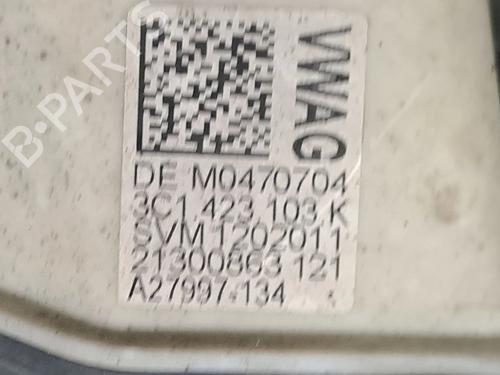 VWAG
DE M0470704
3C1 423 103 K
SVM 1202011
21300863 121
A27997-134
B-PARTS